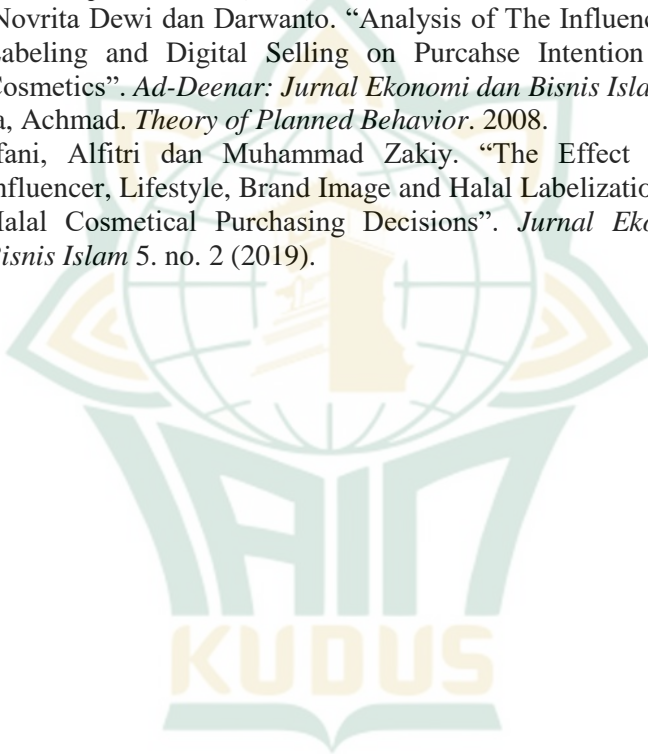 Novrita Dewi dan Darwanto. “Analysis of The Influenc
Labeling and Digital Selling on Purcahse Intention
Cosmetics”. Ad-Deenar: Jurnal Ekonomi dan Bisnis Isla
a, Achmad. Theory of Planned Behavior. 2008.
fani, Alfitri dan Muhammad Zakiy. “The Effect
nfluencer, Lifestyle, Brand Image and Halal Labelizatio
Halal Cosmetical Purchasing Decisions”. Jurnal Eko
Bisnis Islam 5. no. 2 (2019).
IAIN
KUDUS